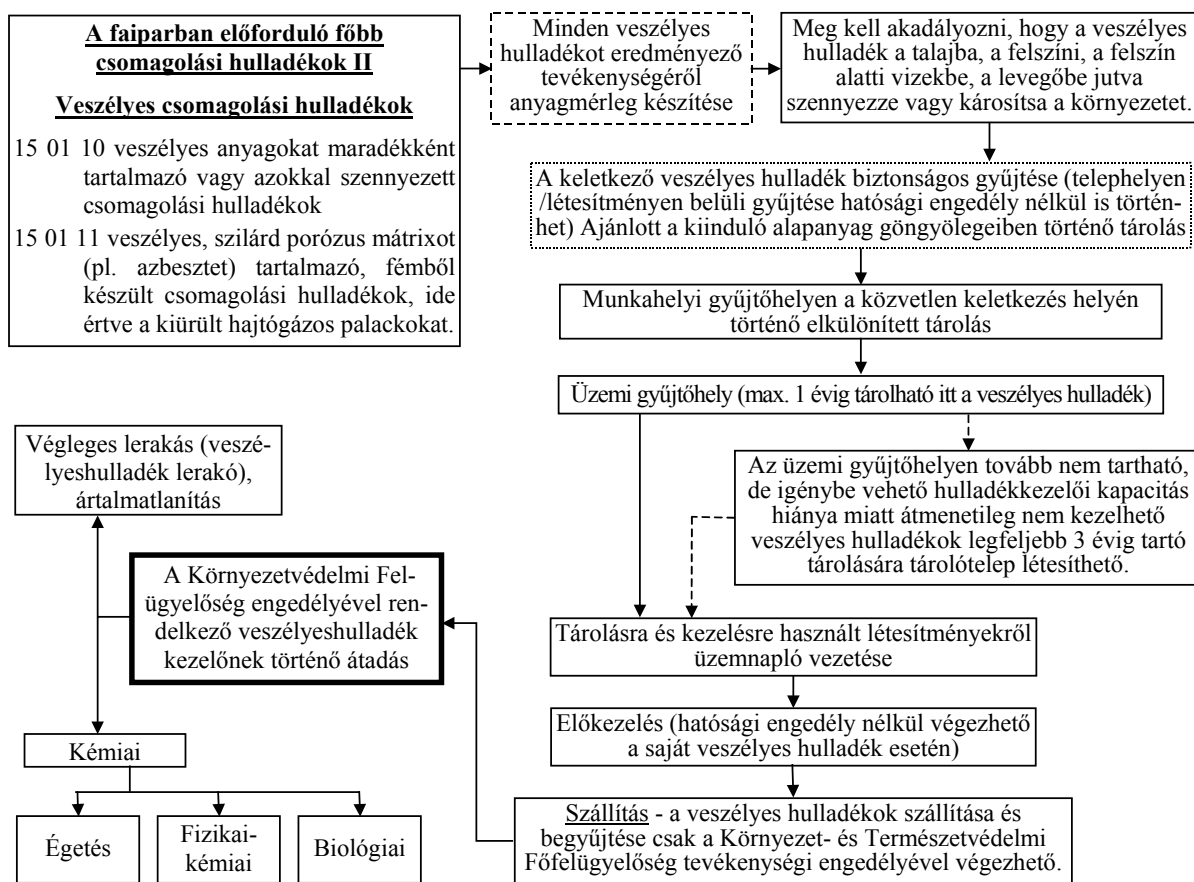 A faiparban előforduló főbb
csomagolási hulladékok II
Veszélyes csomagolási hulladékok
15 01 10 veszélyes anyagokat maradékként
tartalmazó vagy azokkal szennyezett
csomagolási hulladékok
15 01 11 veszélyes, szilárd porózus mátrixot
(pl. azbesztet) tartalmazó, fémből
készült csomagolási hulladékok, ide
értve a kiürült hajtógázos palackokat.
Minden veszélyes
hulladékot eredményező
tevékenységéről
anyagmérleg készítése
Meg kell akadályozni, hogy a veszélyes
hulladék a talajba, a felszíni, a felszín
alatti vizekbe, a levegőbe jutva
szennyezze vagy károsítsa a környezetet.
A keletkező veszélyes hulladék biztonságos gyűjtése (telephelyen
/létesítményen belüli gyűjtése hatósági engedély nélkül is történ-
het) Ajánlott a kiinduló alapanyag göngyölegeiben történő tárolás
Munkahelyi gyűjtőhelyen a közvetlen keletkezés helyén
történő elkülönített tárolás
Üzemi gyűjtőhely (max. 1 évig tárolható itt a veszélyes hulladék)
Az üzemi gyűjtőhelyen tovább nem tartható,
de igénybe vehető hulladékkezelői kapacitás
hiánya miatt átmenetileg nem kezelhető
veszélyes hulladékok legfeljebb 3 évig tartó
tárolására tárolótelep létesíthető.
Tárolásra és kezelésre használt létesítményekről
üzemnapló vezetése
Előkezelés (hatósági engedély nélkül végezhető
a saját veszélyes hulladék esetén)
Szállítás - a veszélyes hulladékok szállítása és
begyűjtése csak a Környezet- és Természetvédelmi
Főfelügyelőség tevékenységi engedélyével végezhető.
A Környezetvédelmi Fel-
ügyelőség engedélyével ren-
delkező veszélyeshulladék
kezelőnek történő átadás
Végleges lerakás (veszé-
lyeshulladék lerakó),
ártalmatlanítás
Kémiai
Égetés
Fizikai-
kémiai
Biológiai